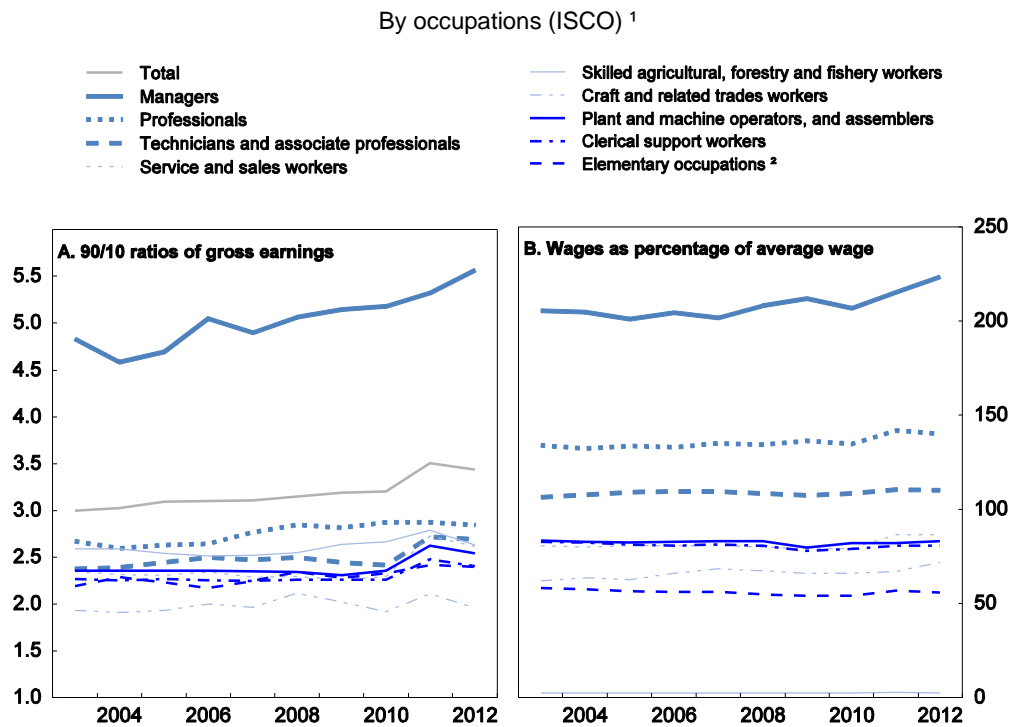 By occupations (ISCO) ¹
Total
Managers
Professionals
Technicians and associate professionals
Service and sales workers
Skilled agricultural, forestry and fishery workers
Craft and related trades workers
Plant and machine operators, and assemblers
Clerical support workers
Elementary occupations ²
A. 90/10 ratios of gross earnings
5.5
5.0
4.5
4.0
3.5
3.0
2.5
2.0
1.5
1.0
2004 2006 2008 2010 2012
B. Wages as percentage of average wage
250
200
150
100
50
0
2004 2006 2008 2010 2012